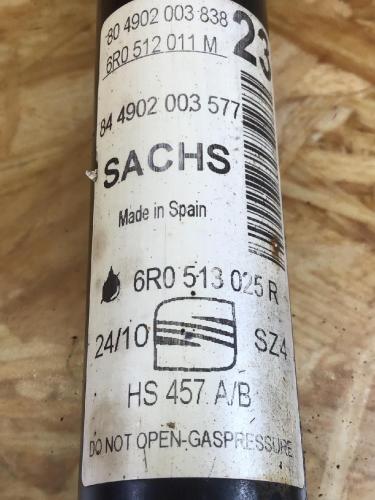 80 4902 003 838
6R0 512 011 M
23
84 4902 003 577
SACHS
Made in Spain
6R0 513 025 R
24/10 SZ4
HS 457 A/B
DO NOT OPEN-GASPRESSURE